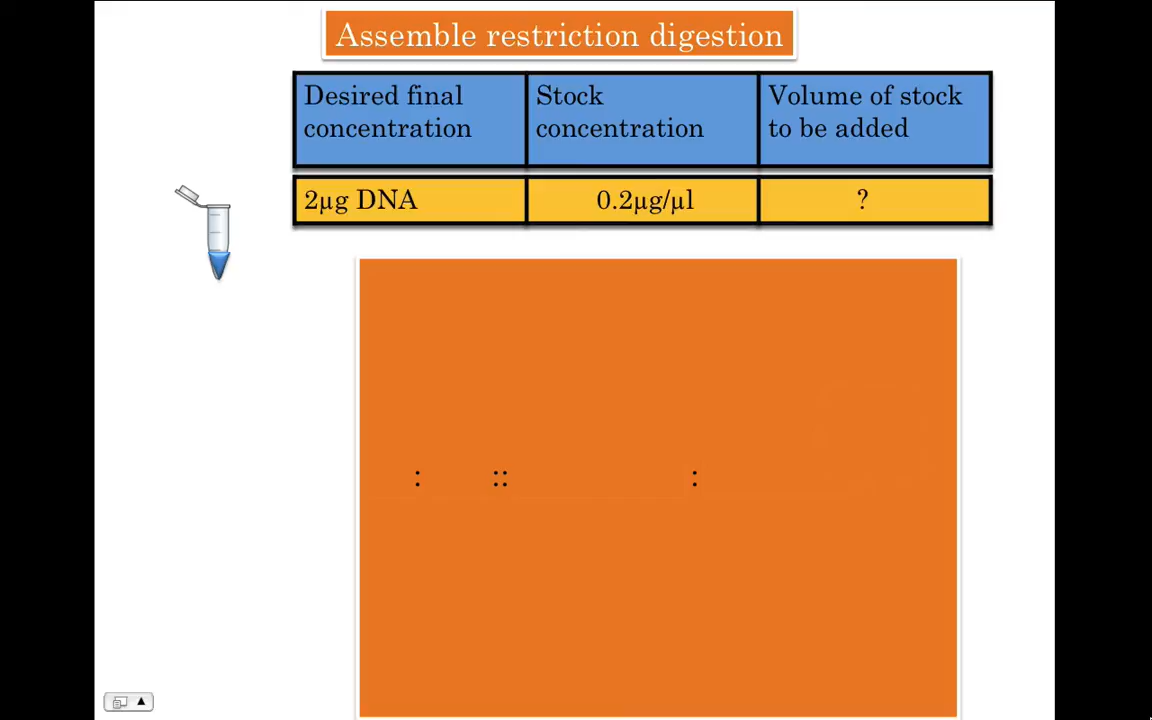 Assemble restriction digestion
Desired final
concentration
Stock
concentration
Volume of stock
to be added
2µg DNA
0.2µg/µl
?
: :: :